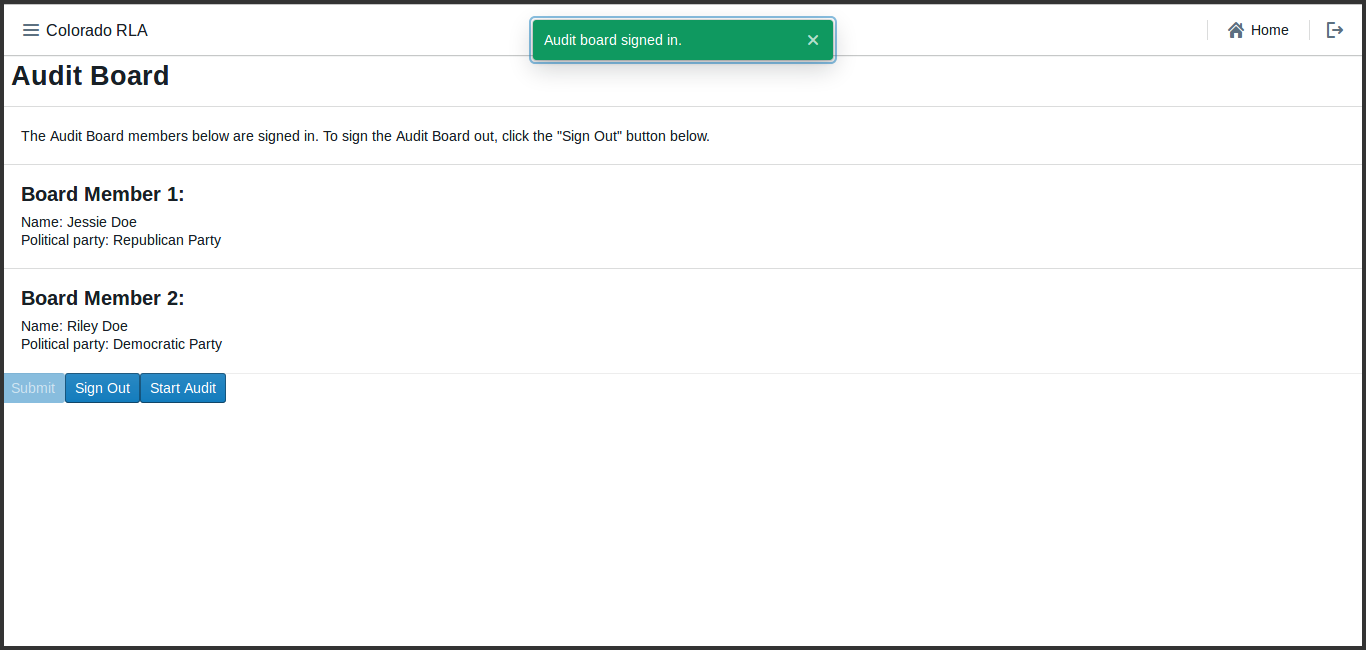 Colorado RLA
Audit board signed in.
Home
Audit Board
The Audit Board members below are signed in. To sign the Audit Board out, click the "Sign Out" button below.
Board Member 1:
Name: Jessie Doe
Political party: Republican Party
Board Member 2:
Name: Riley Doe
Political party: Democratic Party
Submit Sign Out Start Audit